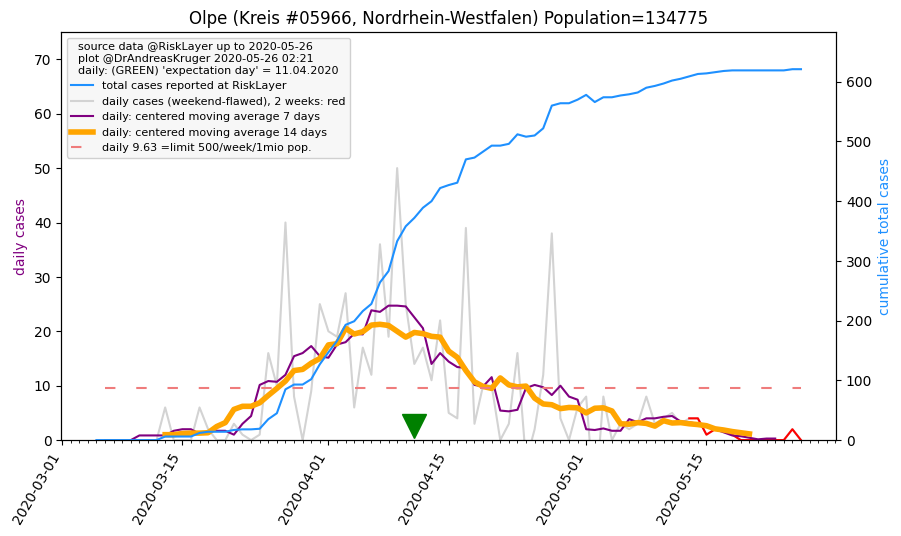 Olpe (Kreis #05966, Nordrhein-Westfalen) Population=134775
source data @RiskLayer up to 2020-05-26
plot @DrAndreasKruger 2020-05-26 02:21
daily: (GREEN) 'expectation day' = 11.04.2020
total cases reported at RiskLayer
daily cases (weekend-flawed), 2 weeks: red
daily: centered moving average 7 days
daily: centered moving average 14 days
daily 9.63 =limit 500/week/1mio pop.
daily cases
70
60
50
40
30
20
10
0
cumulative total cases
600
500
400
300
200
100
0
2020-03-01
2020-03-15
2020-04-01
2020-04-15
2020-05-01
2020-05-15